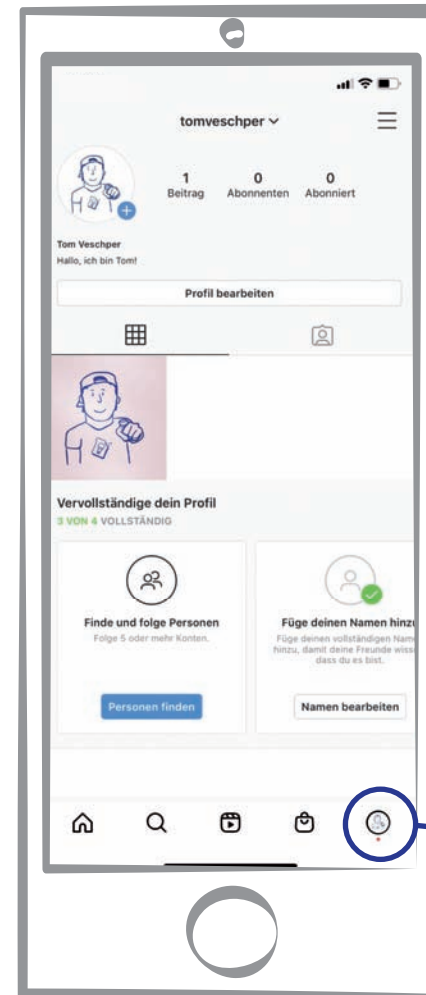 tomveschper
1 0 0
Beitrag Abonnenten Abonniert
Tom Veschper
Hallo, ich bin Tom!
Profil bearbeiten
Vervollständige dein Profil
3 VON 4 VOLLSTÄNDIG
Finde und folge Personen
Folge 5 oder mehr Konten.
Personen finden
Füge deinen Namen hinzu
Füge deinen vollständigen Nam
hinzu, damit deine Freunde wiss
dass du es bist.
Namen bearbeiten